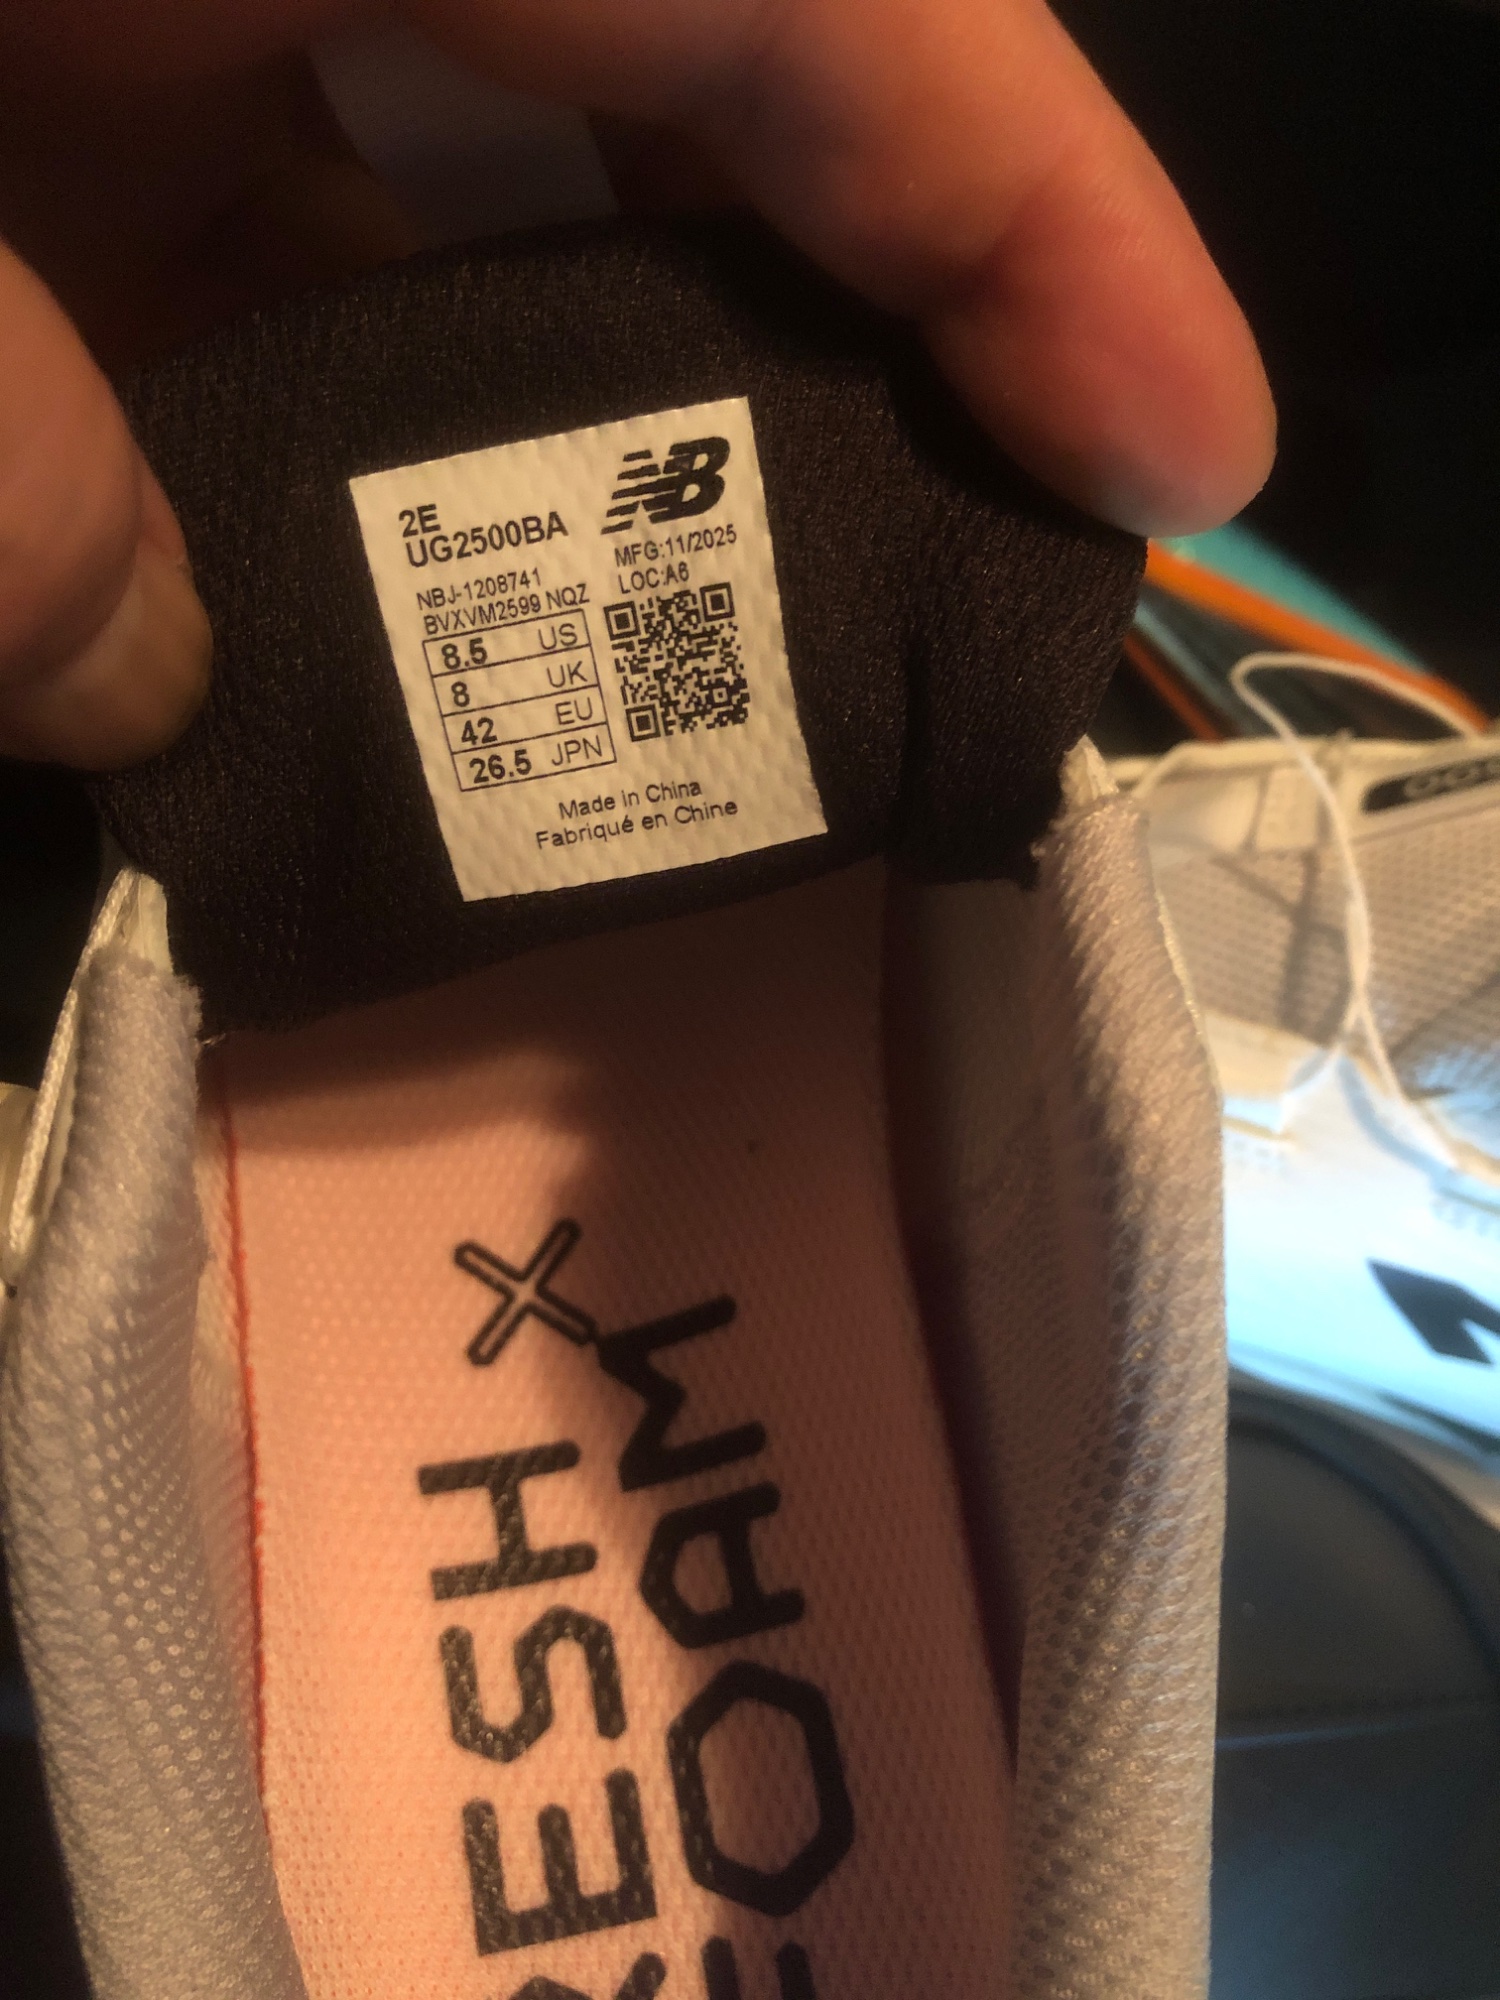 2E
UG2500BA
NBJ-1208741
BVXVM2599 NQZ
8.5 US
8 UK
42 EU
26.5 JPN
NB
MFG:11/2025
LOC:A6
Made in China
Fabriqué en Chine
FRESH X
FOAM